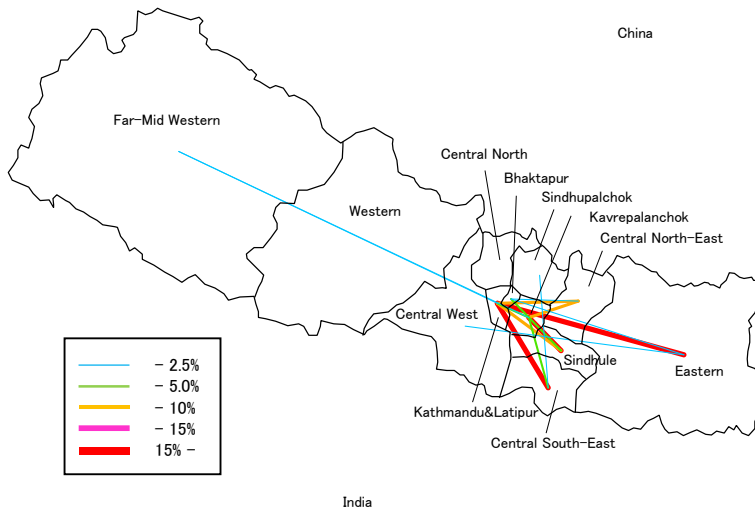 China
Far-Mid Western
Central North
Bhaktapur
Sindhupalchok
Western
Kavrepalanchok
Central North-East
Central West
Sindhule
Eastern
Kathmandu&Latipur
Central South-East
- 2.5%
- 5.0%
- 10%
- 15%
15% -
India